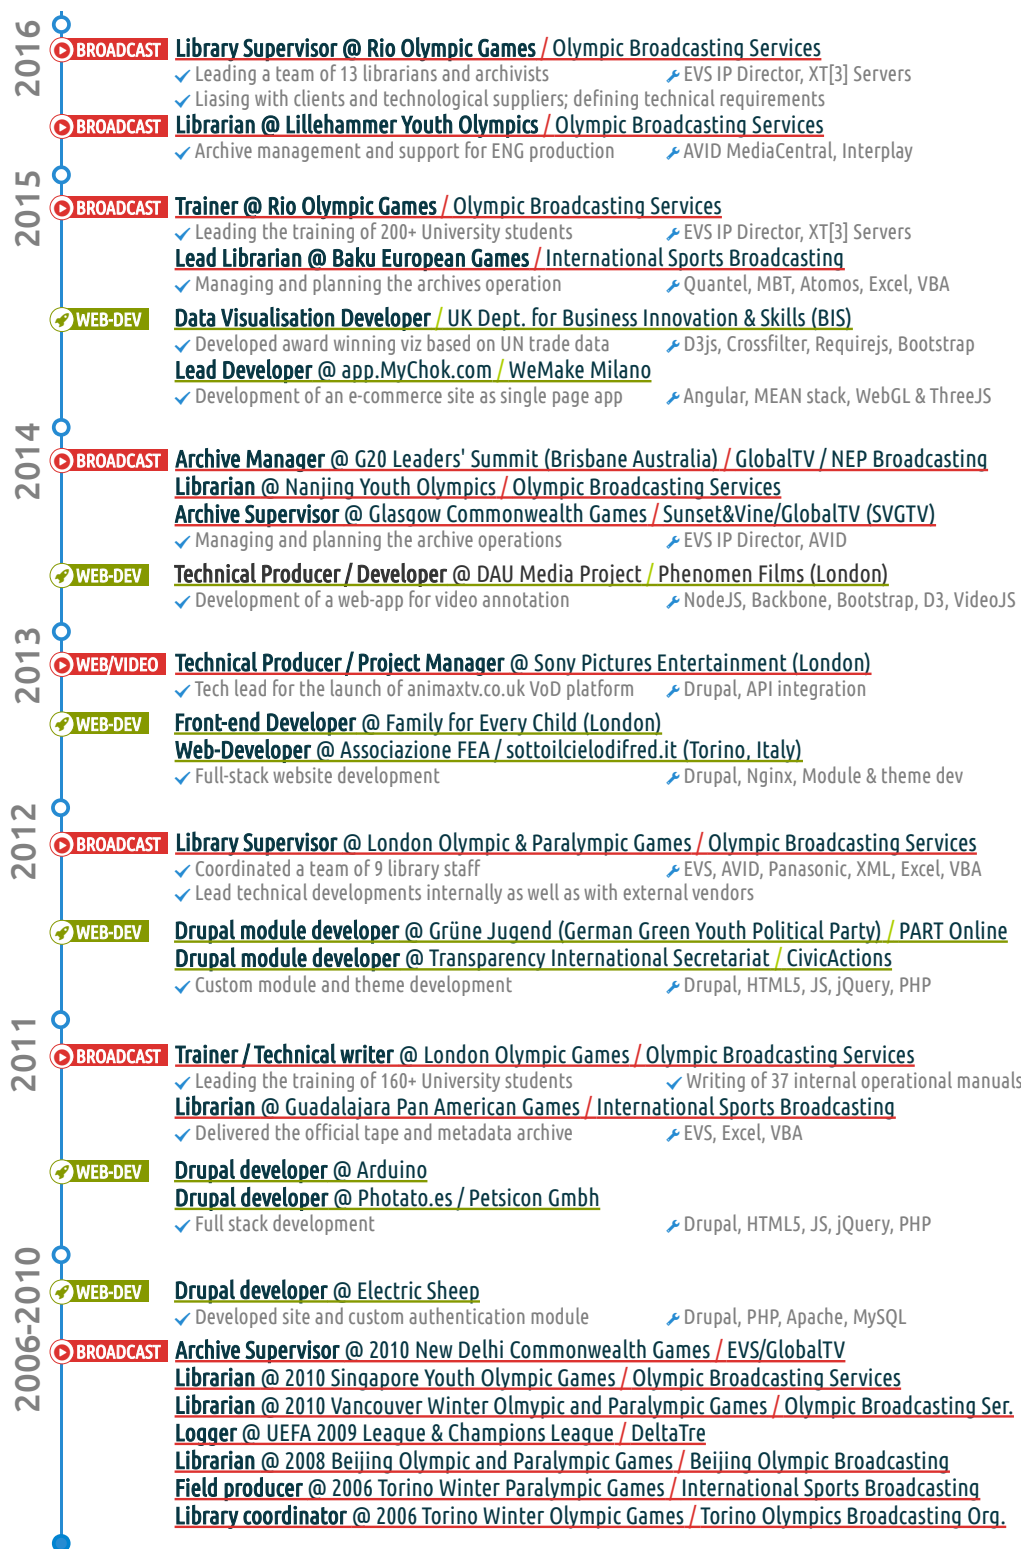 2016
BROADCAST Library Supervisor @ Rio Olympic Games / Olympic Broadcasting Services
Leading a team of 13 librarians and archivists EVS IP Director, XT[3] Servers
Liasing with clients and technological suppliers; defining technical requirements
BROADCAST Librarian @ Lillehammer Youth Olympics / Olympic Broadcasting Services
Archive management and support for ENG production AVID MediaCentral, Interplay
2015
BROADCAST Trainer @ Rio Olympic Games / Olympic Broadcasting Services
Leading the training of 200+ University students EVS IP Director, XT[3] Servers
Lead Librarian @ Baku European Games / International Sports Broadcasting
Managing and planning the archives operation Quantel, MBT, Atomos, Excel, VBA
WEB-DEV Data Visualisation Developer / UK Dept. for Business Innovation & Skills (BIS)
Developed award winning viz based on UN trade data D3js, Crossfilter, Requirejs, Bootstrap
Lead Developer @ app.MyChok.com / WeMake Milano
Development of an e-commerce site as single page app Angular, MEAN stack, WebGL & ThreeJS
2014
BROADCAST Archive Manager @ G20 Leaders' Summit (Brisbane Australia) / GlobalTV / NEP Broadcasting
Librarian @ Nanjing Youth Olympics / Olympic Broadcasting Services
Archive Supervisor @ Glasgow Commonwealth Games / Sunset&Vine/GlobalTV (SVGTV)
Managing and planning the archive operations EVS IP Director, AVID
WEB-DEV Technical Producer / Developer @ DAU Media Project / Phenomen Films (London)
Development of a web-app for video annotation NodeJS, Backbone, Bootstrap, D3, VideoJS
2013
WEB/VIDEO Technical Producer / Project Manager @ Sony Pictures Entertainment (London)
Tech lead for the launch of animaxtv.co.uk VoD platform Drupal, API integration
WEB-DEV Front-end Developer @ Family for Every Child (London)
Web-Developer @ Associazione FEA / sottoilcielodifred.it (Torino, Italy)
Full-stack website development Drupal, Nginx, Module & theme dev
2012
BROADCAST Library Supervisor @ London Olympic & Paralympic Games / Olympic Broadcasting Services
Coordinated a team of 9 library staff EVS, AVID, Panasonic, XML, Excel, VBA
Lead technical developments internally as well as with external vendors
WEB-DEV Drupal module developer @ Grüne Jugend (German Green Youth Political Party) / PART Online
Drupal module developer @ Transparency International Secretariat / CivicActions
Custom module and theme development Drupal, HTML5, JS, jQuery, PHP
2011
BROADCAST Trainer / Technical writer @ London Olympic Games / Olympic Broadcasting Services
Leading the training of 160+ University students Writing of 37 internal operational manuals
Librarian @ Guadalajara Pan American Games / International Sports Broadcasting
Delivered the official tape and metadata archive EVS, Excel, VBA
WEB-DEV Drupal developer @ Arduino
Drupal developer @ Photato.es / Petsicon Gmbh
Full stack development Drupal, HTML5, JS, jQuery, PHP
2006-2010
WEB-DEV Drupal developer @ Electric Sheep
Developed site and custom authentication module Drupal, PHP, Apache, MySQL
BROADCAST Archive Supervisor @ 2010 New Delhi Commonwealth Games / EVS/GlobalTV
Librarian @ 2010 Singapore Youth Olympic Games / Olympic Broadcasting Services
Librarian @ 2010 Vancouver Winter Olmypic and Paralympic Games / Olympic Broadcasting Ser.
Logger @ UEFA 2009 League & Champions League / DeltaTre
Librarian @ 2008 Beijing Olympic and Paralympic Games / Beijing Olympic Broadcasting
Field producer @ 2006 Torino Winter Paralympic Games / International Sports Broadcasting
Library coordinator @ 2006 Torino Winter Olympic Games / Torino Olympics Broadcasting Org.